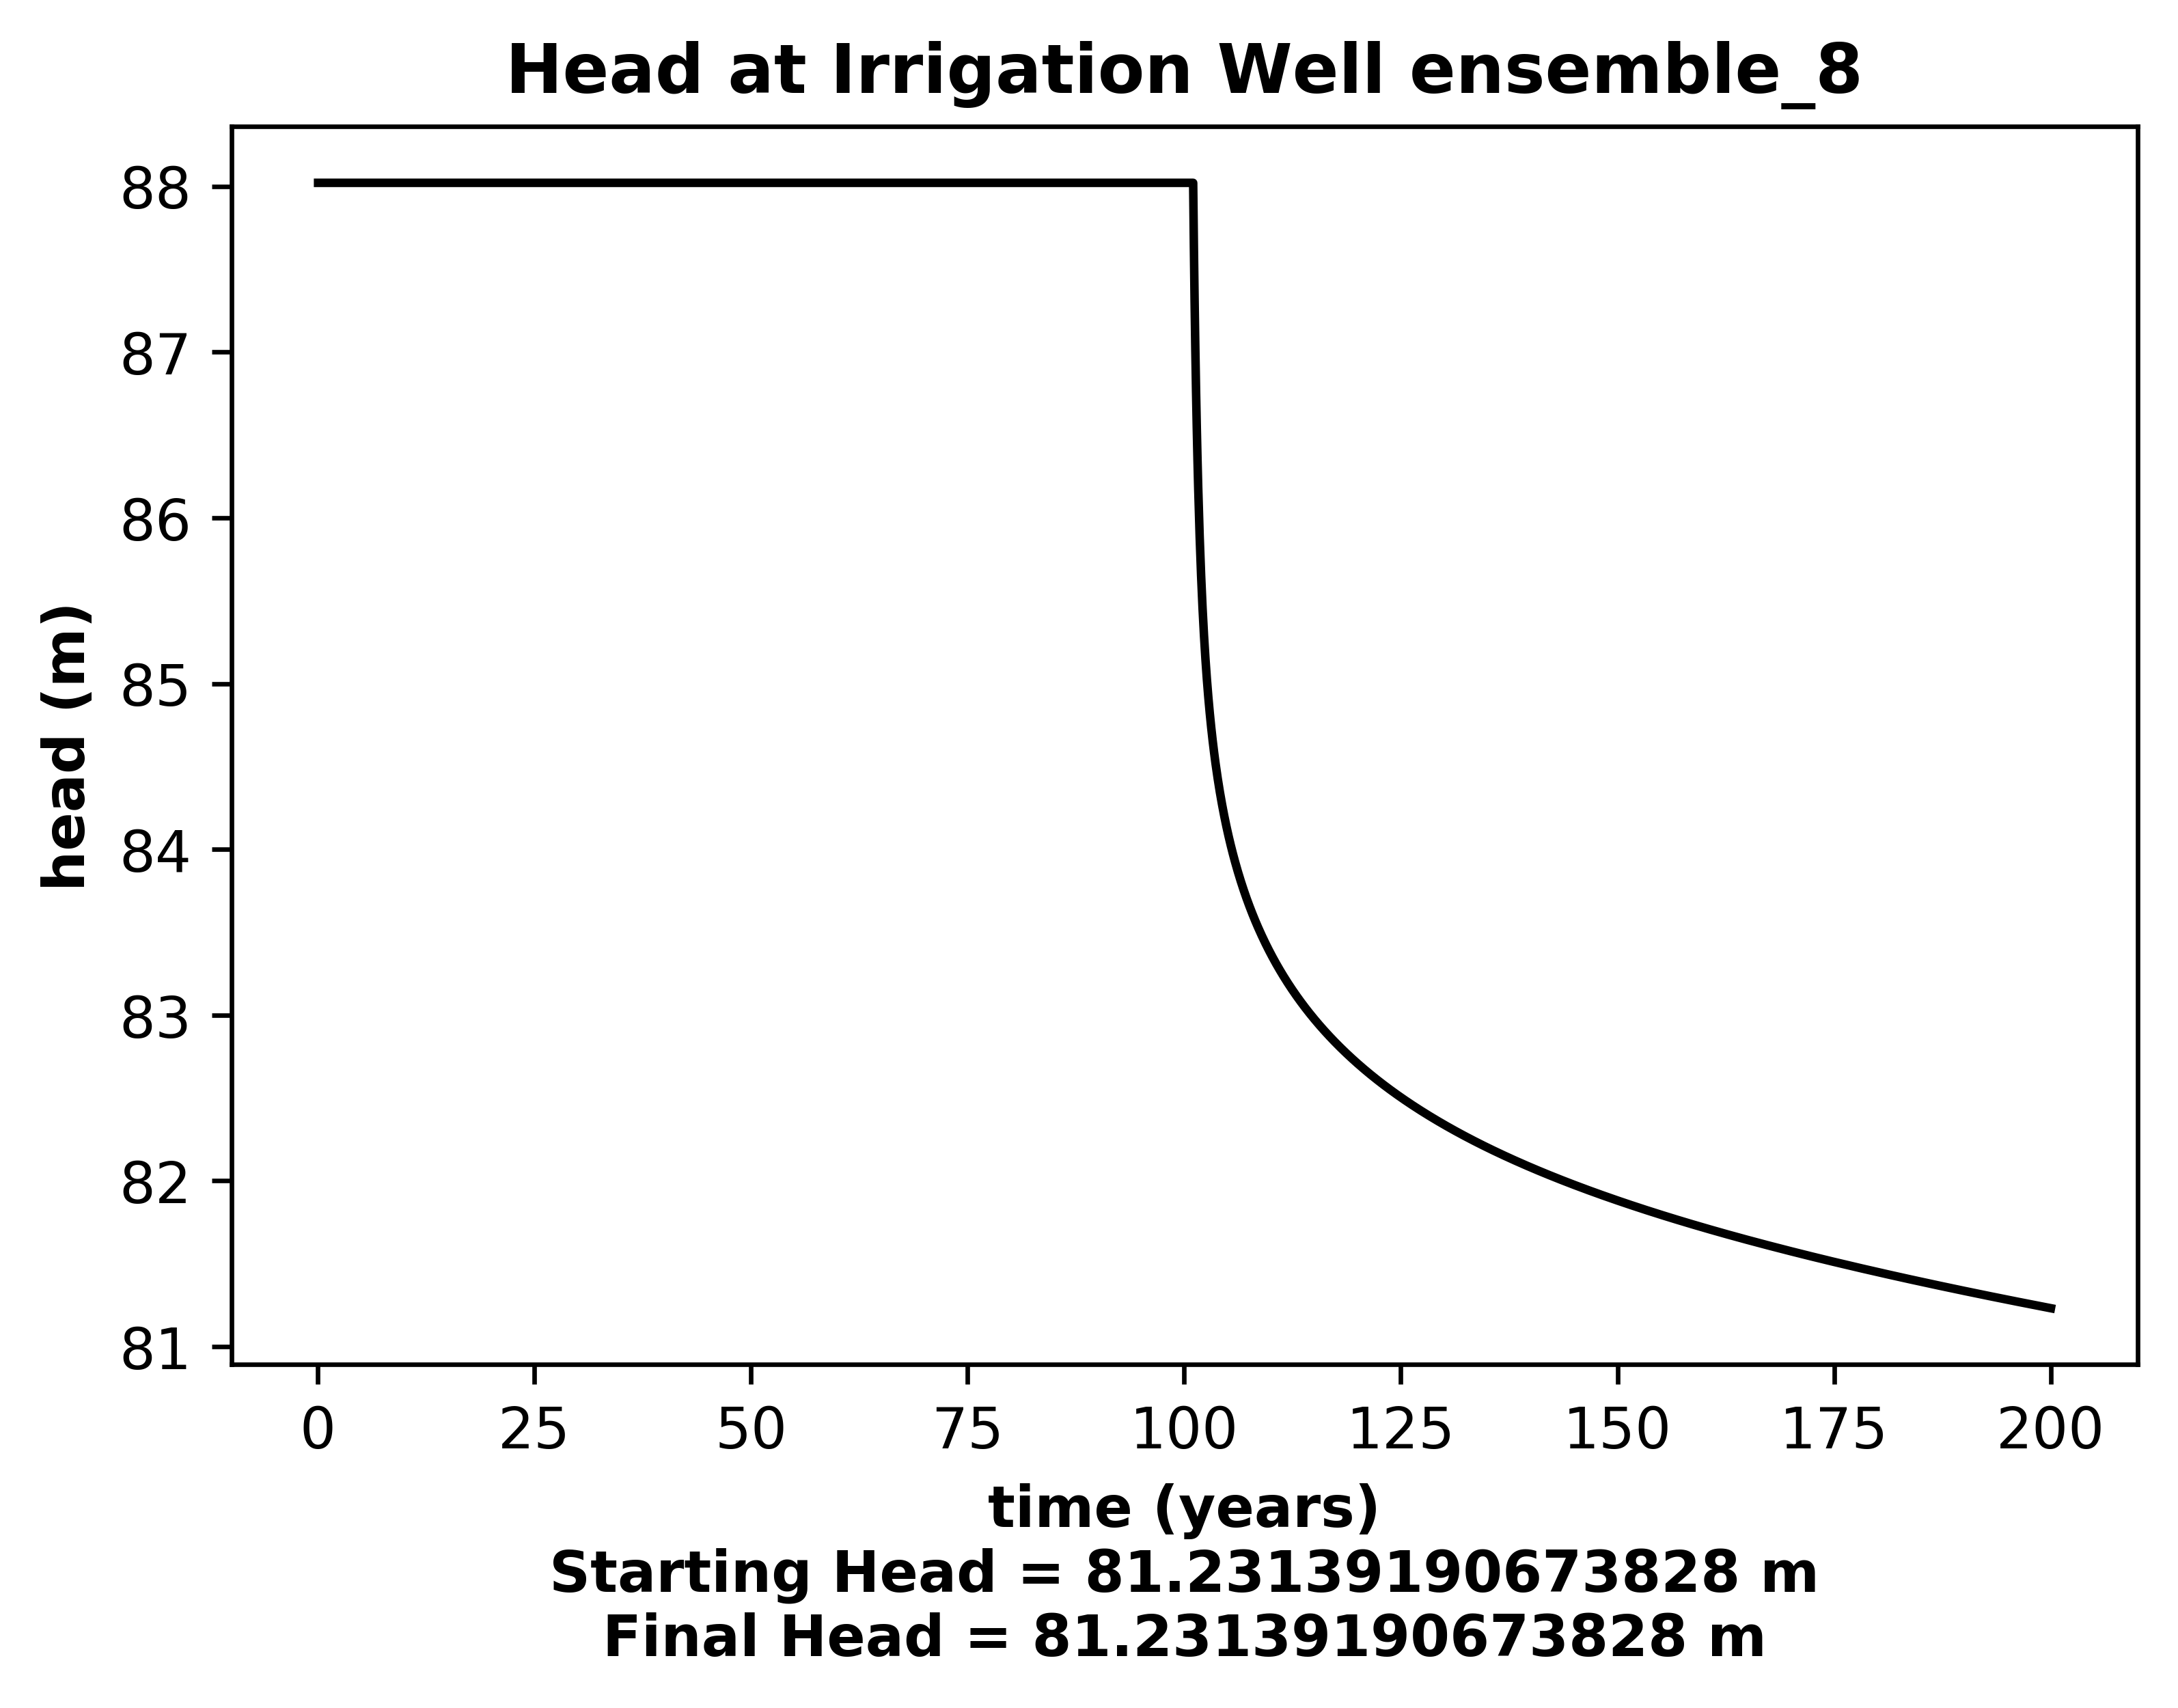 Head at Irrigation Well ensemble_8
88
87
86
85
84
83
82
81
head (m)
0 25 50 75 100 125 150 175 200
time (years)
Starting Head = 81.23139190673828 m
Final Head = 81.23139190673828 m